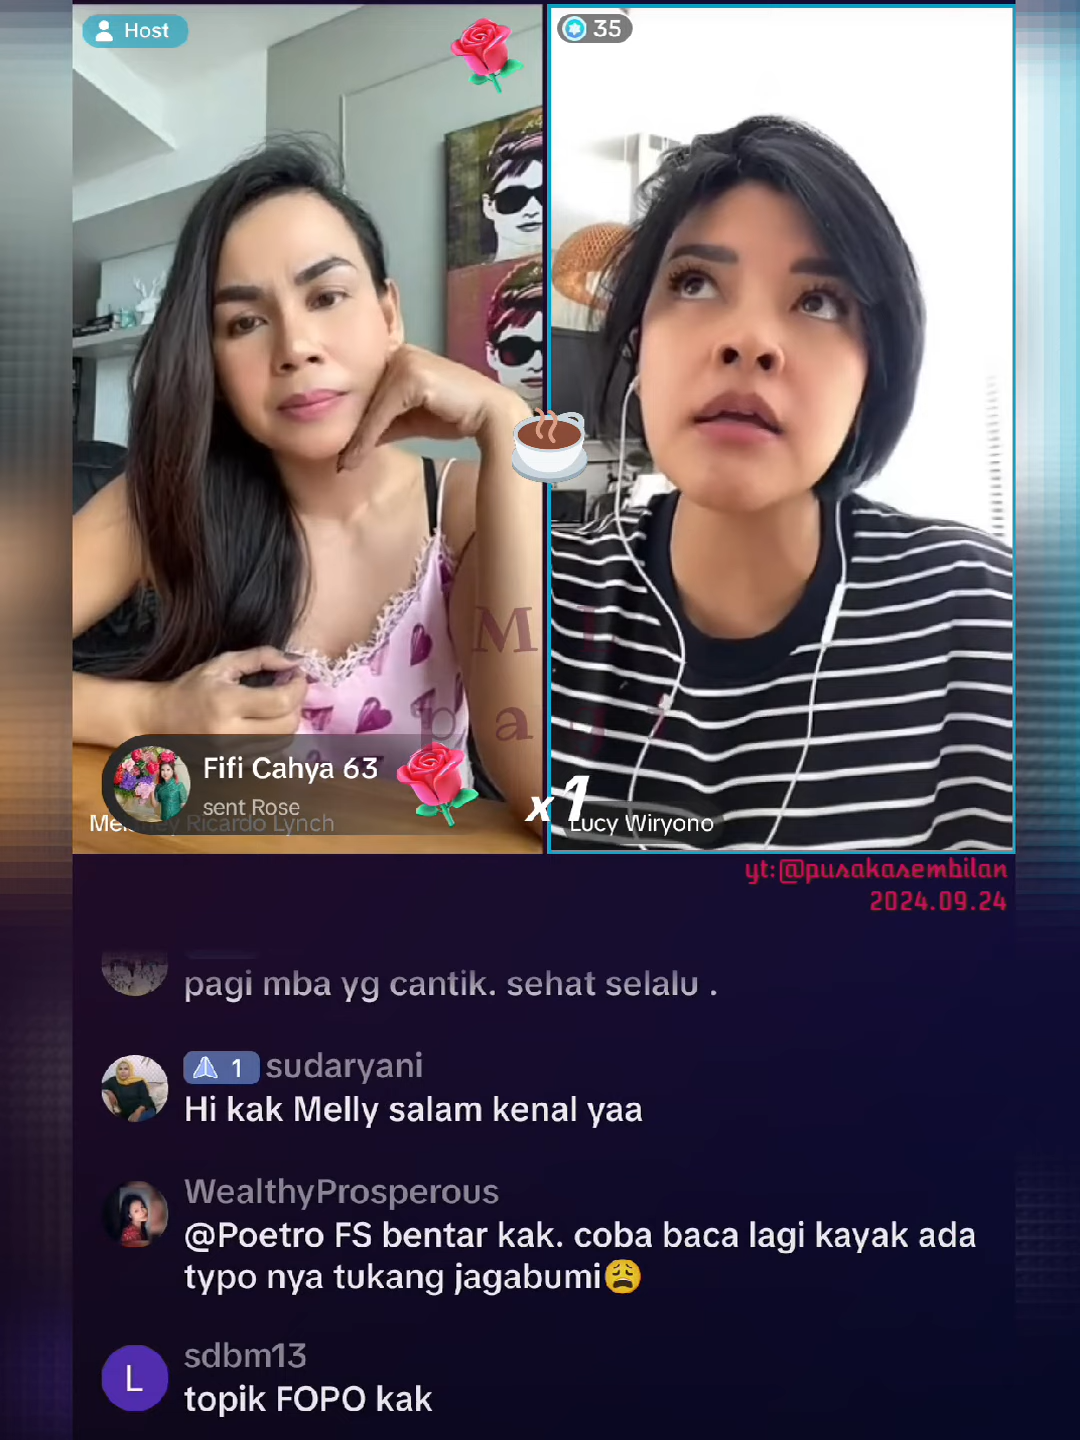 Host
35
M L
p a g i
Fifi Cahya 63
sent Rose
x1
Melaney Ricardo Lynch
Lucy Wiryono
yt:@pusakasembilan
2024.09.24
pagi mba yg cantik. sehat selalu .
1 sudaryani
Hi kak Melly salam kenal yaa
WealthyProsperous
@Poetro FS bentar kak. coba baca lagi kayak ada
typo nya tukang jagabumi😩
L
sdbm13
topik FOPO kak